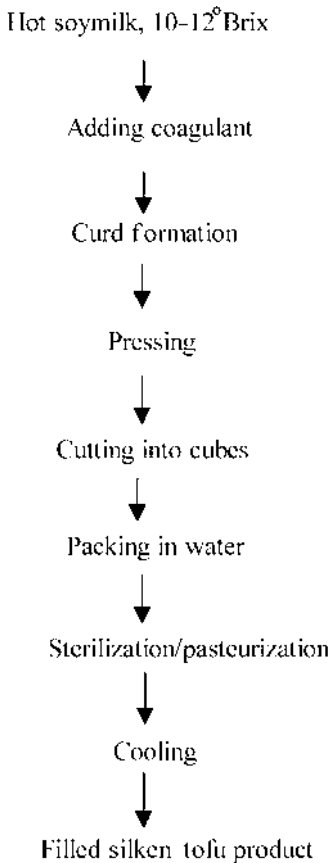 Hot soymilk, 10-12°Brix
Adding coagulant
Curd formation
Pressing
Cutting into cubes
Packing in water
Sterilization/pasteurization
Cooling
Filled silken tofu product